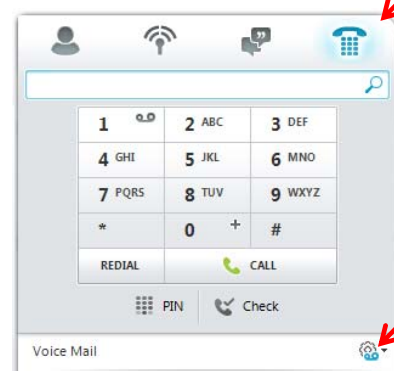 1 2 ABC 3 DEF
4 GHI 5 JKL 6 MNO
7 PQRS 8 TUV 9 WXYZ
* 0 + #
REDIAL CALL
PIN Check
Voice Mail